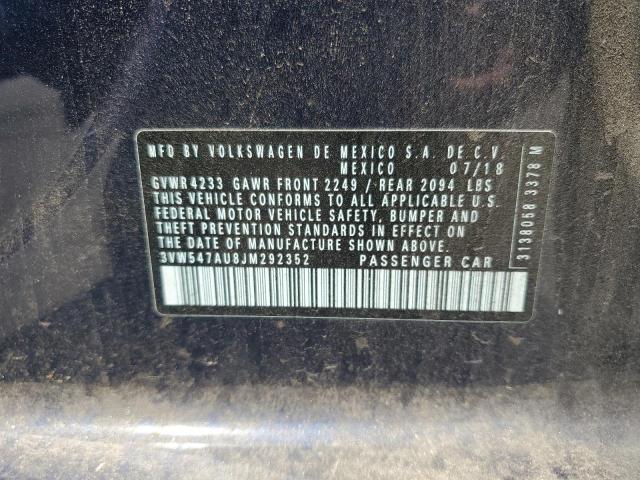 MFD BY VOLKSWAGEN DE MEXICO S.A. DE C.V.
MEXICO 07/18
GVWR 4233 GAWR FRONT 2249 / REAR 2094 LBS
THIS VEHICLE CONFORMS TO ALL APPLICABLE U.S.
FEDERAL MOTOR VEHICLE SAFETY, BUMPER AND
THEFT PREVENTION STANDARDS IN EFFECT ON
THE DATE OF MANUFACTURE SHOWN ABOVE.
3VW547AU8JM292352 PASSENGER CAR
3138058 3378 M